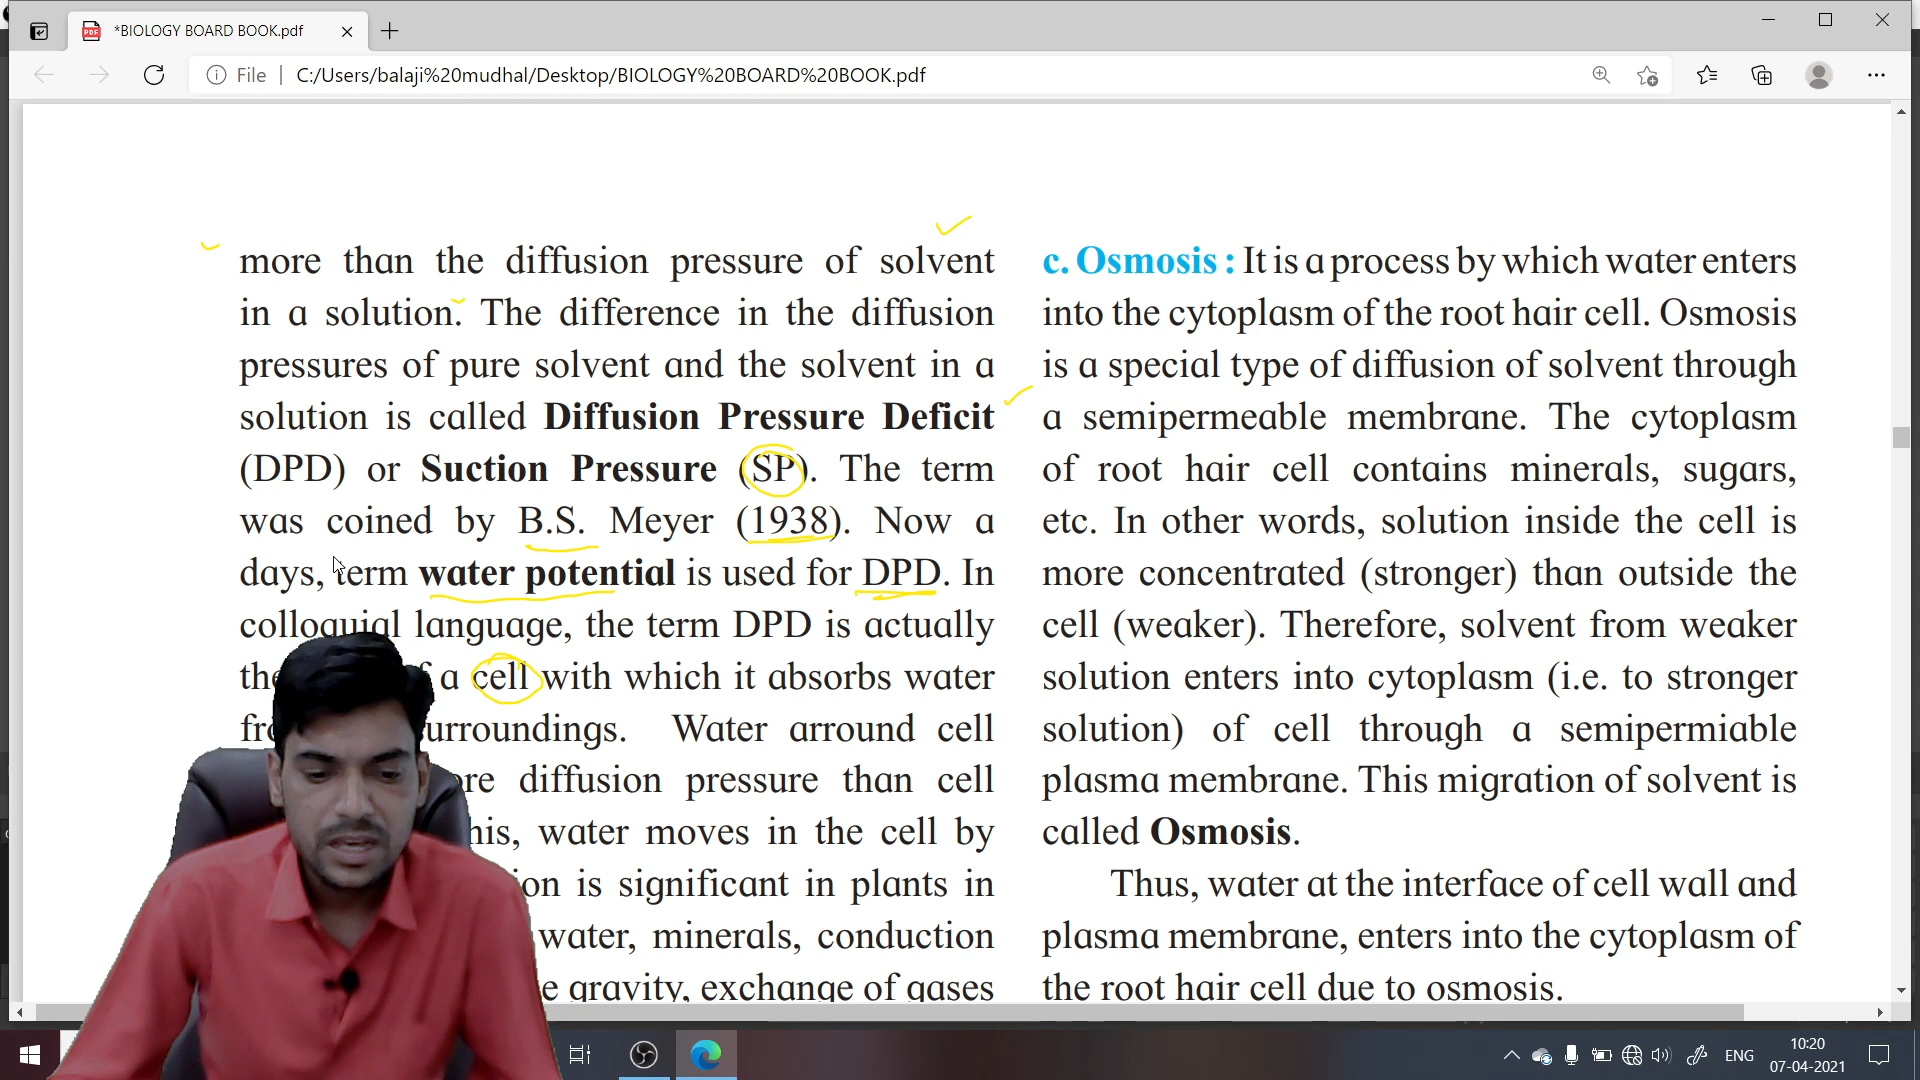 *BIOLOGY BOARD BOOK.pdf
File | C:/Users/balaji%20mudhal/Desktop/BIOLOGY%20BOARD%20BOOK.pdf
more than the diffusion pressure of solvent
in a solution. The difference in the diffusion
pressures of pure solvent and the solvent in a
solution is called Diffusion Pressure Deficit
(DPD) or Suction Pressure (SP). The term
was coined by B.S. Meyer (1938). Now a
days, term water potential is used for DPD. In
colloquial language, the term DPD is actually
a cell with which it absorbs water
urroundings. Water arround cell
ore diffusion pressure than cell
his, water moves in the cell by
on is significant in plants in
water, minerals, conduction
e gravity, exchange of gases
c. Osmosis : It is a process by which water enters
into the cytoplasm of the root hair cell. Osmosis
is a special type of diffusion of solvent through
a semipermeable membrane. The cytoplasm
of root hair cell contains minerals, sugars,
etc. In other words, solution inside the cell is
more concentrated (stronger) than outside the
cell (weaker). Therefore, solvent from weaker
solution enters into cytoplasm (i.e. to stronger
solution) of cell through a semipermiable
plasma membrane. This migration of solvent is
called Osmosis.
Thus, water at the interface of cell wall and
plasma membrane, enters into the cytoplasm of
the root hair cell due to osmosis.
ENG
10:20
07-04-2021